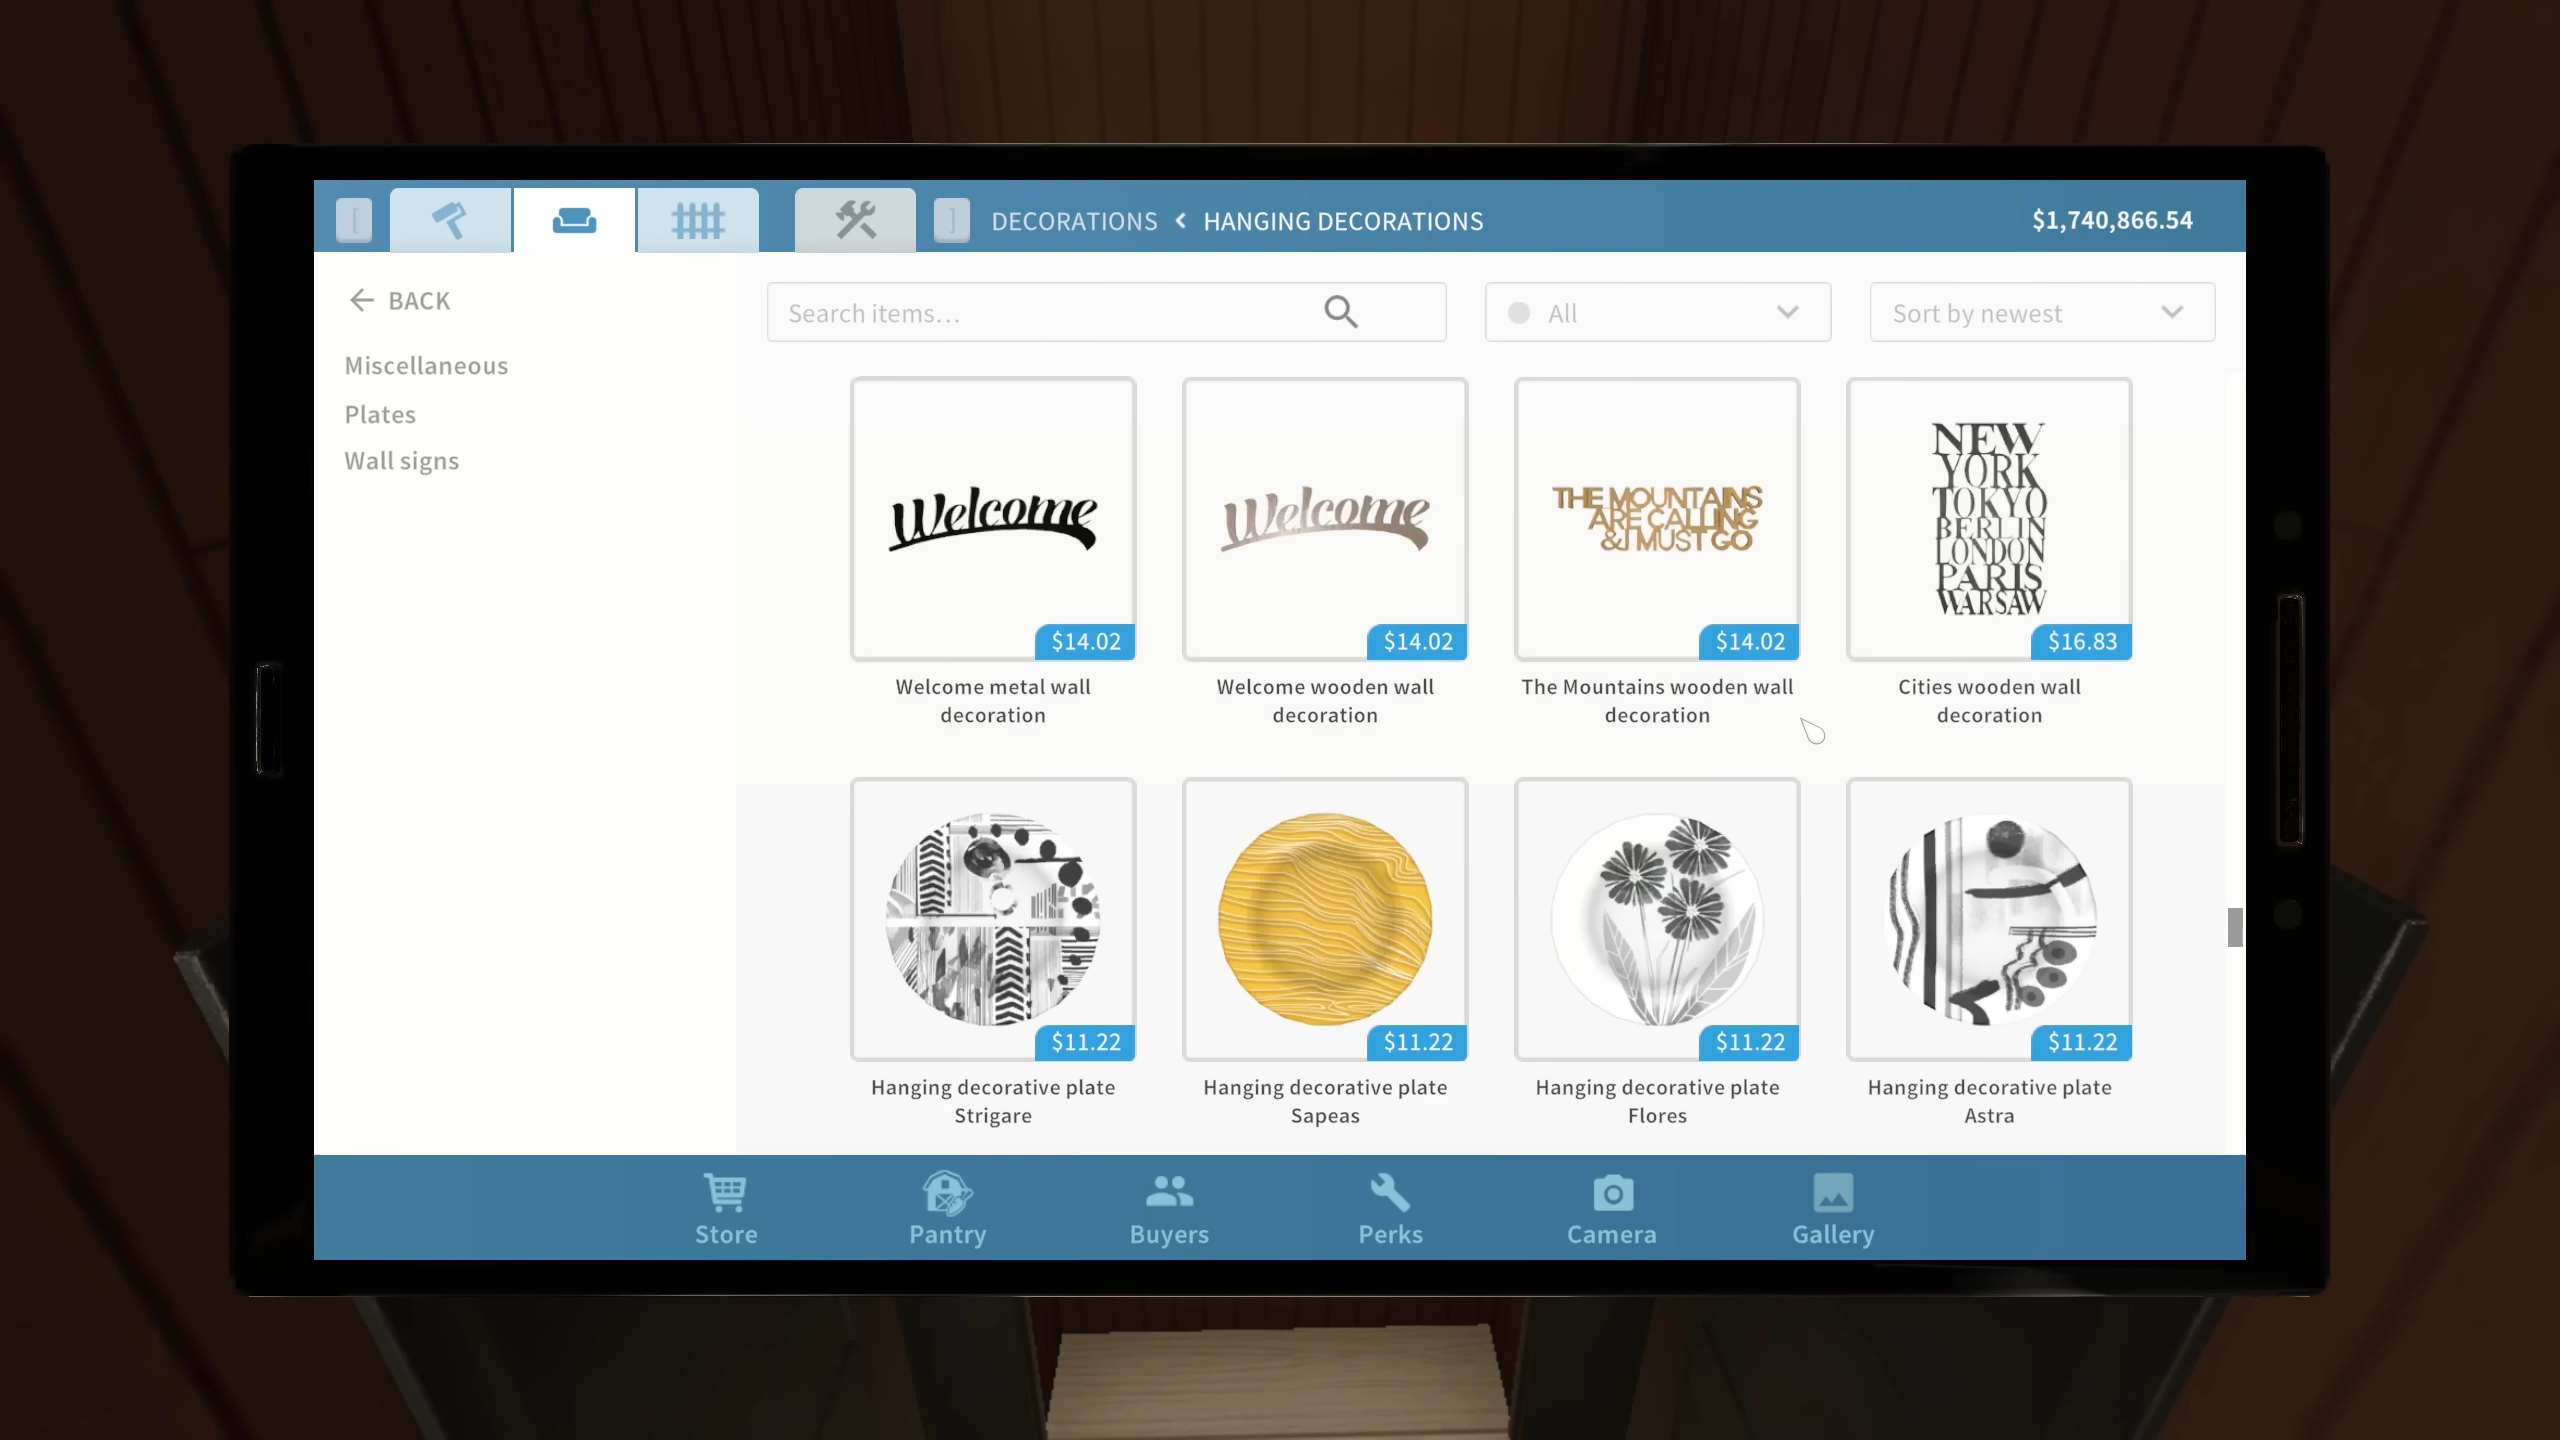 [
]
DECORATIONS < HANGING DECORATIONS
$1,740,866.54
BACK
Miscellaneous
Plates
Wall signs
Search items...
All
Sort by newest
Welcome
$14.02
Welcome metal wall
decoration
Welcome
$14.02
Welcome wooden wall
decoration
THE MOUNTAINS
ARE CALLING
& I MUST GO
$14.02
The Mountains wooden wall
decoration
NEW
YORK
TOKYO
BERLIN
LONDON
PARIS
WARSAW
$16.83
Cities wooden wall
decoration
$11.22
Hanging decorative plate
Strigare
$11.22
Hanging decorative plate
Sapeas
$11.22
Hanging decorative plate
Flores
$11.22
Hanging decorative plate
Astra
Store
Pantry
Buyers
Perks
Camera
Gallery